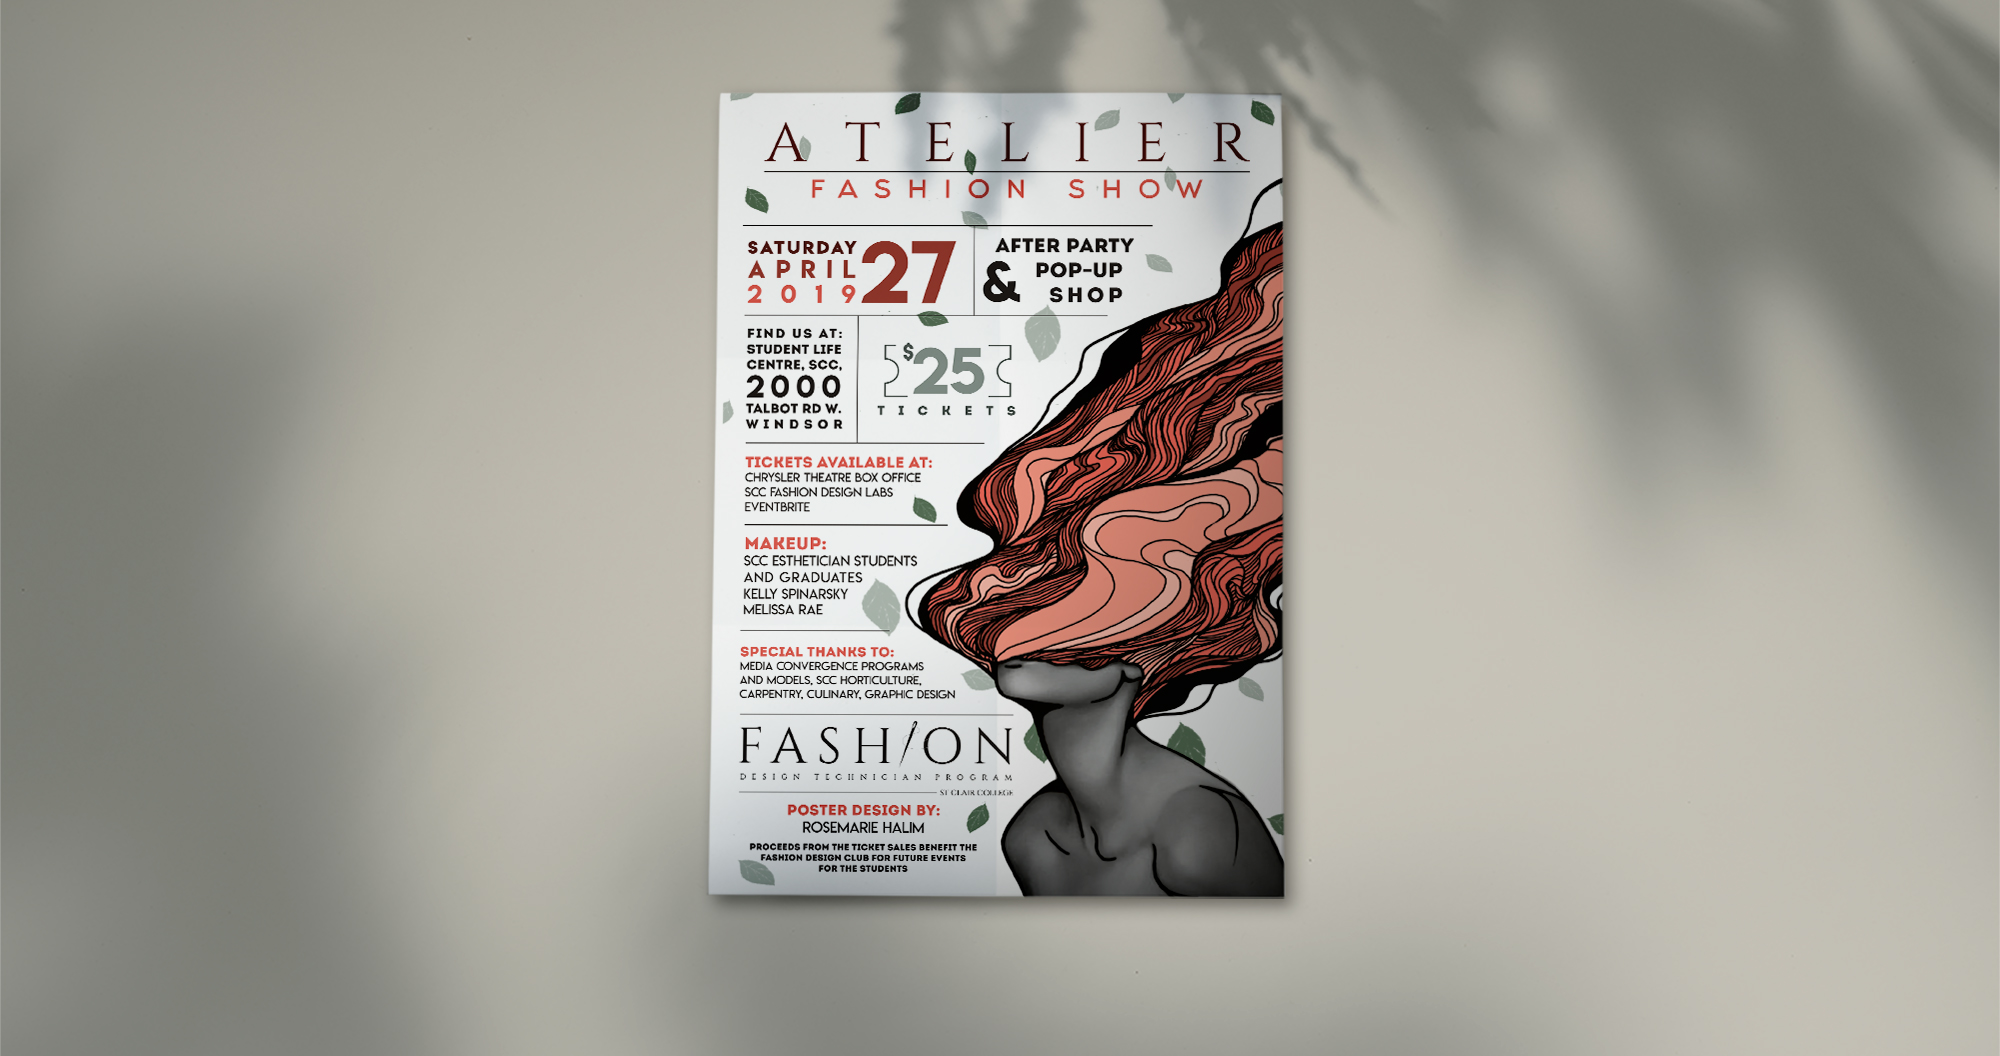 ATELIER
FASHION SHOW
SATURDAY
APRIL
2019
27
AFTER PARTY
& POP-UP
SHOP
FIND US AT:
STUDENT LIFE
CENTRE, SCC,
2000
TALBOT RD W.
WINDSOR
$25
TICKETS
TICKETS AVAILABLE AT:
CHRYSLER THEATRE BOX OFFICE
SCC FASHION DESIGN LABS
EVENTBRITE
MAKEUP:
SCC ESTHETICIAN STUDENTS
AND GRADUATES
KELLY SPINARSKY
MELISSA RAE
SPECIAL THANKS TO:
MEDIA CONVERGENCE PROGRAMS
AND MODELS, SCC HORTICULTURE,
CARPENTRY, CULINARY, GRAPHIC DESIGN
FASHION
DESIGN TECHNICIAN PROGRAM
ST CLAIR COLLEGE
POSTER DESIGN BY:
ROSEMARIE HALIM
PROCEEDS FROM THE TICKET SALES BENEFIT THE
FASHION DESIGN CLUB FOR FUTURE EVENTS
FOR THE STUDENTS